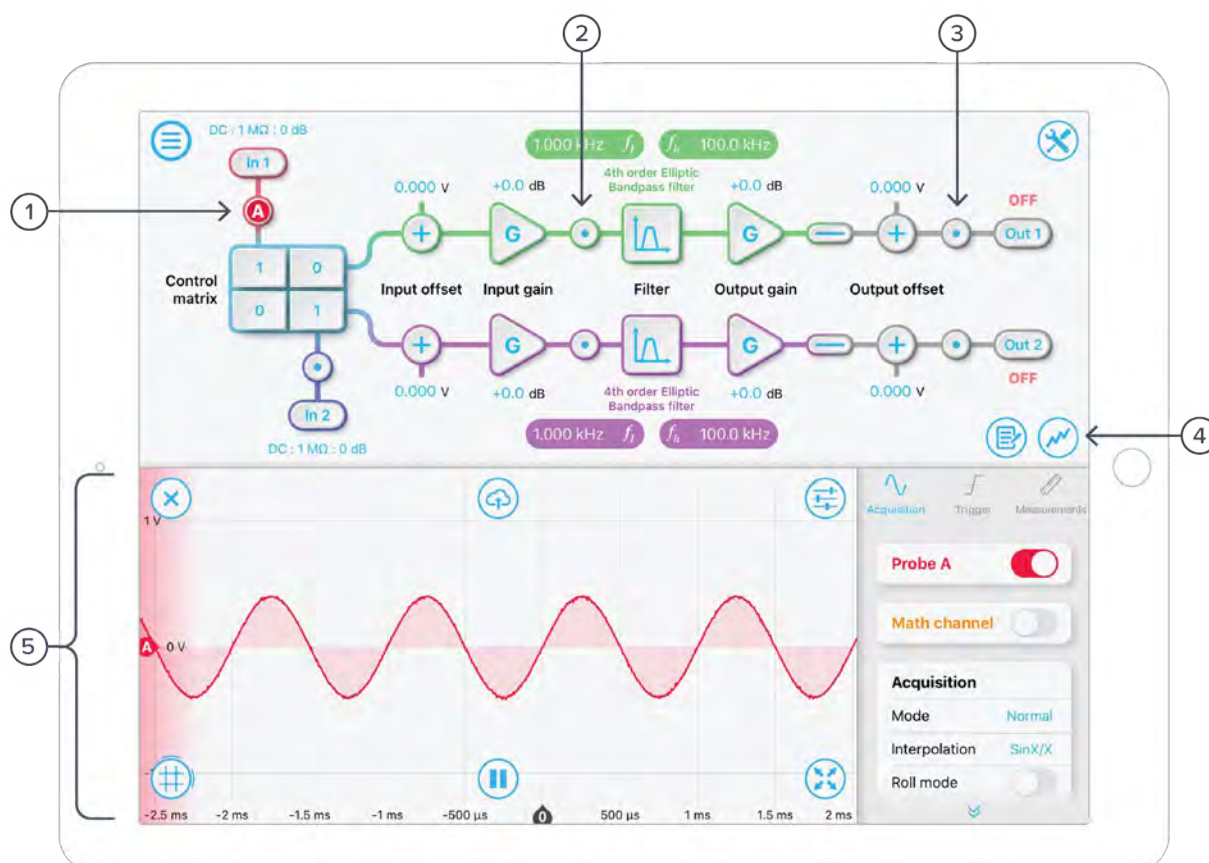 2
3
DC : 1 MΩ : 0 dB
1.000 kHz fl fh 100.0 kHz
In 1
4th order Elliptic
Bandpass filter
0.000 V
+0.0 dB
+0.0 dB
0.000 V
OFF
1
A
G
G
Out 1
Control
matrix
1 0
0 1
Input offset
Input gain
Filter
Output gain
Output offset
G
G
Out 2
In 2
0.000 V
+0.0 dB
4th order Elliptic
Bandpass filter
+0.0 dB
0.000 V
OFF
DC : 1 MΩ : 0 dB
1.000 kHz fl fh 100.0 kHz
4
Acquisition Trigger Measurements
1 V
Probe A
Math channel
5
A 0 V
Acquisition
Mode Normal
Interpolation SinX/X
Roll mode
-2.5 ms -2 ms -1.5 ms -1 ms -500 µs 0 500 µs 1 ms 1.5 ms 2 ms